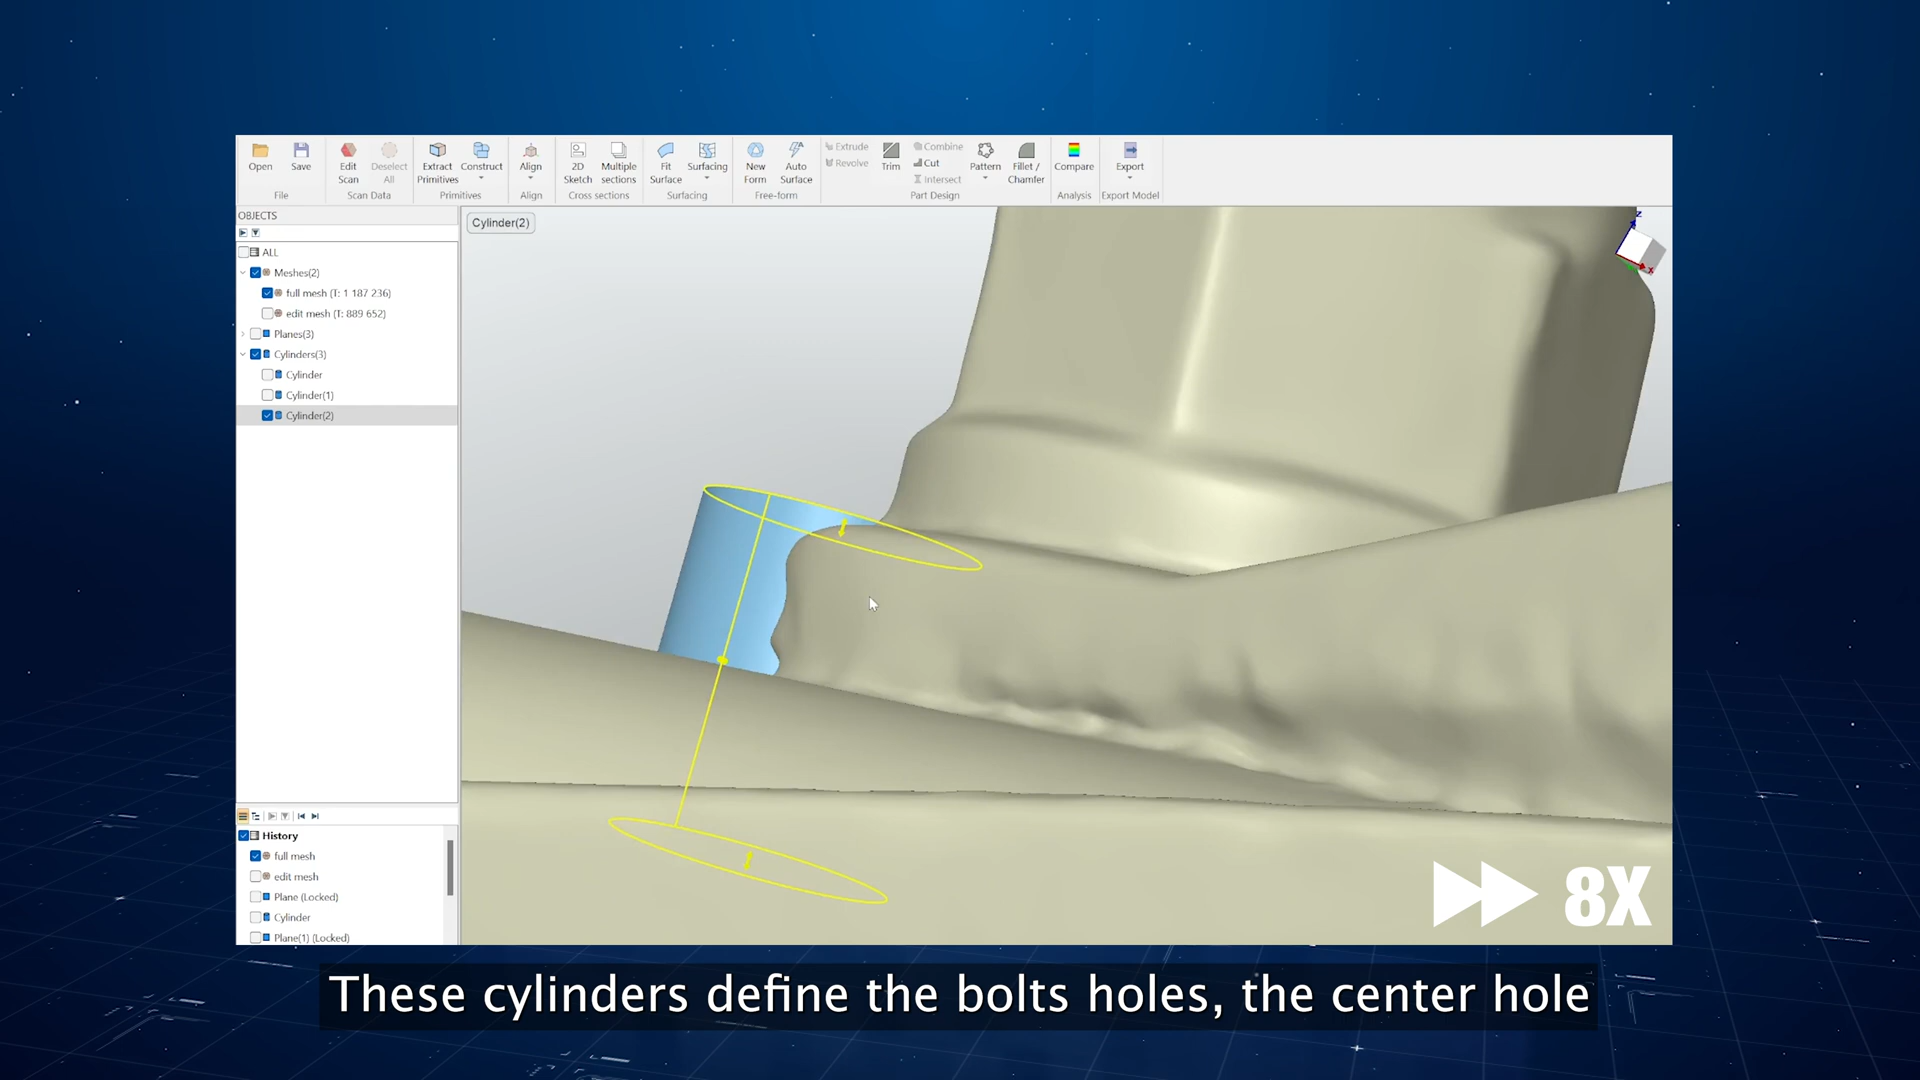 Open
Save
File
Edit Scan
Deselect All
Scan Data
Extract Primitives
Construct
Primitives
Align
Align
2D Sketch
Multiple sections
Cross sections
Fit Surface
Surfacing
Surfacing
New Form
Auto Surface
Free-form
Extrude
Revolve
Trim
Combine
Cut
Intersect
Pattern
Fillet / Chamfer
Part Design
Compare
Analysis
Export
Export Model
OBJECTS
ALL
Meshes(2)
full mesh (T: 1 187 236)
edit mesh (T: 889 652)
Planes(3)
Cylinders(3)
Cylinder
Cylinder(1)
Cylinder(2)
Cylinder(2)
Z
X
History
full mesh
edit mesh
Plane (Locked)
Cylinder
Plane(1) (Locked)
8X
These cylinders define the bolts holes, the center hole